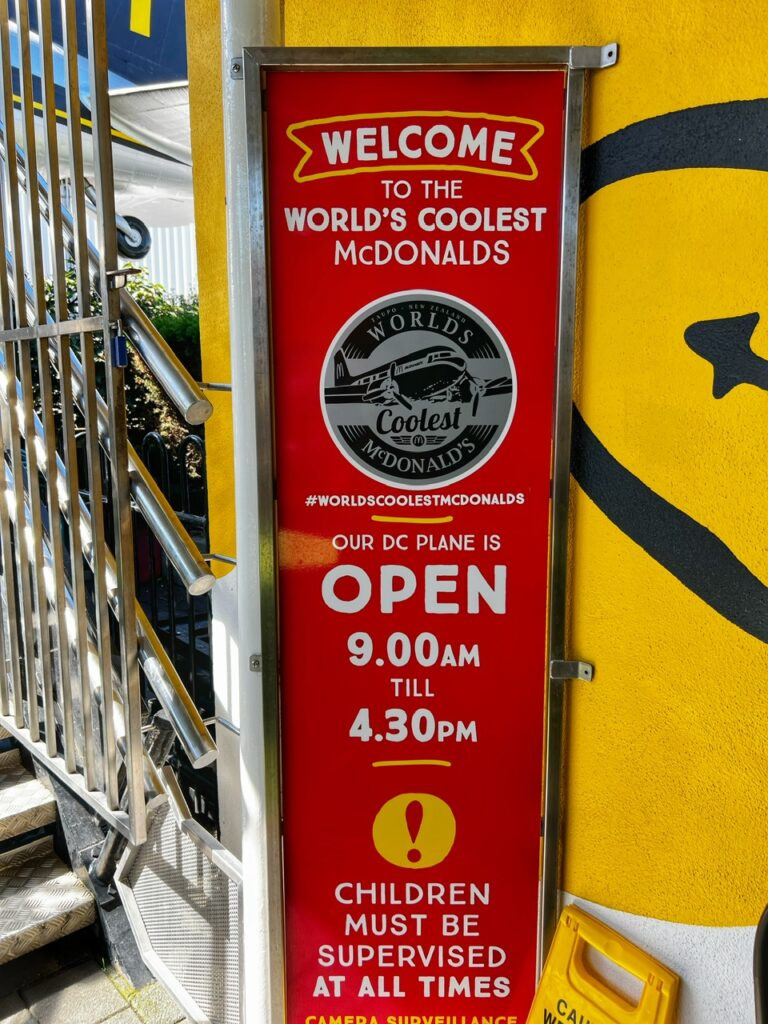 WELCOME
TO THE
WORLD'S COOLEST
McDONALDS
TAUPO · NEW ZEALAND
WORLDS
Coolest
McDONALD'S
#WORLDSCOOLESTMCDONALDS
OUR DC PLANE IS
OPEN
9.00AM
TILL
4.30PM
!
CHILDREN
MUST BE
SUPERVISED
AT ALL TIMES
CAMERA SURVEILLANCE